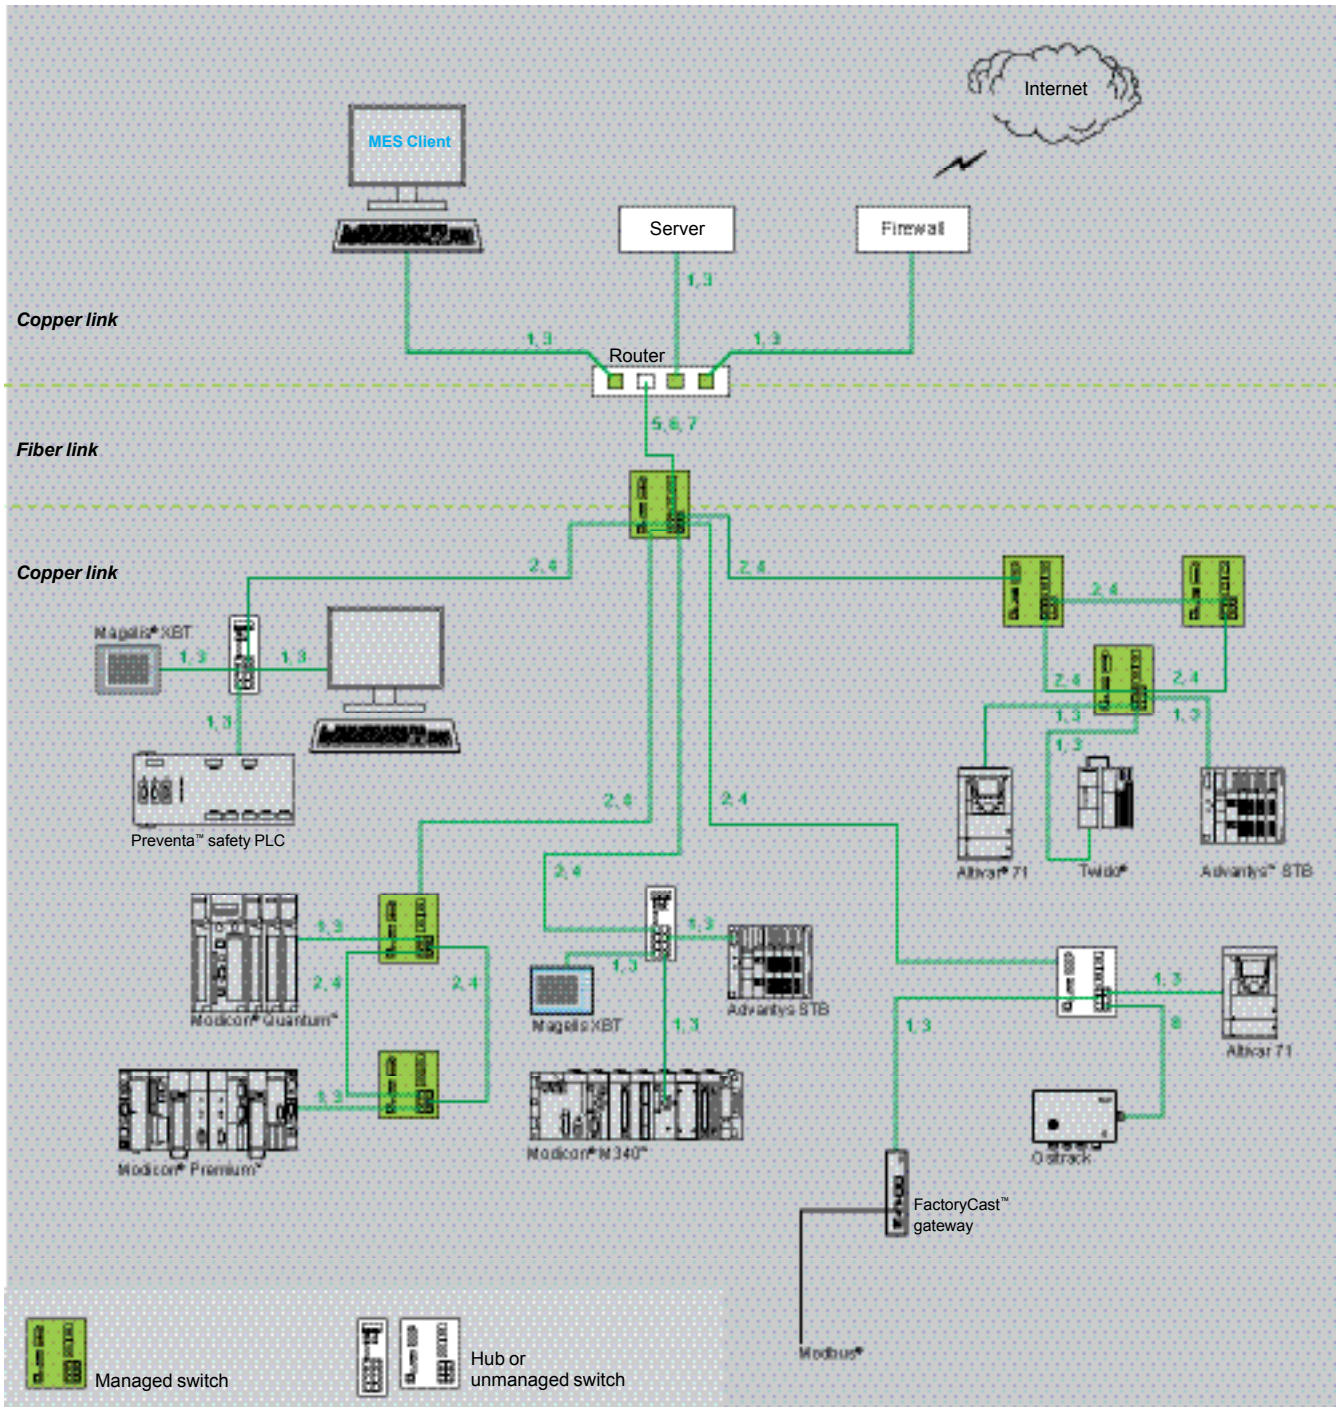 Internet
MES Client
Server
Firewall
1, 3
Copper link
1, 3
1, 3
Router
5, 6, 7
Fiber link
Copper link
2, 4
2, 4
2, 4
Magelis® XBT
1, 3
1, 3
2, 4
2, 4
1, 3
1, 3
1, 3
1, 3
2, 4
2, 4
Preventa™ safety PLC
2, 4
Altivar® 71
Twido®
Advantys™ STB
1, 3
1, 3
1, 3
2, 4
2, 4
1, 3
Modicon® Quantum™
Magelis XBT
Advantys STB
1, 3
1, 3
8
Altivar 71
1, 3
Modicon® Premium™
Modicon® M340™
Ositrack
FactoryCast™
gateway
Modbus®
Managed switch
Hub or
unmanaged switch